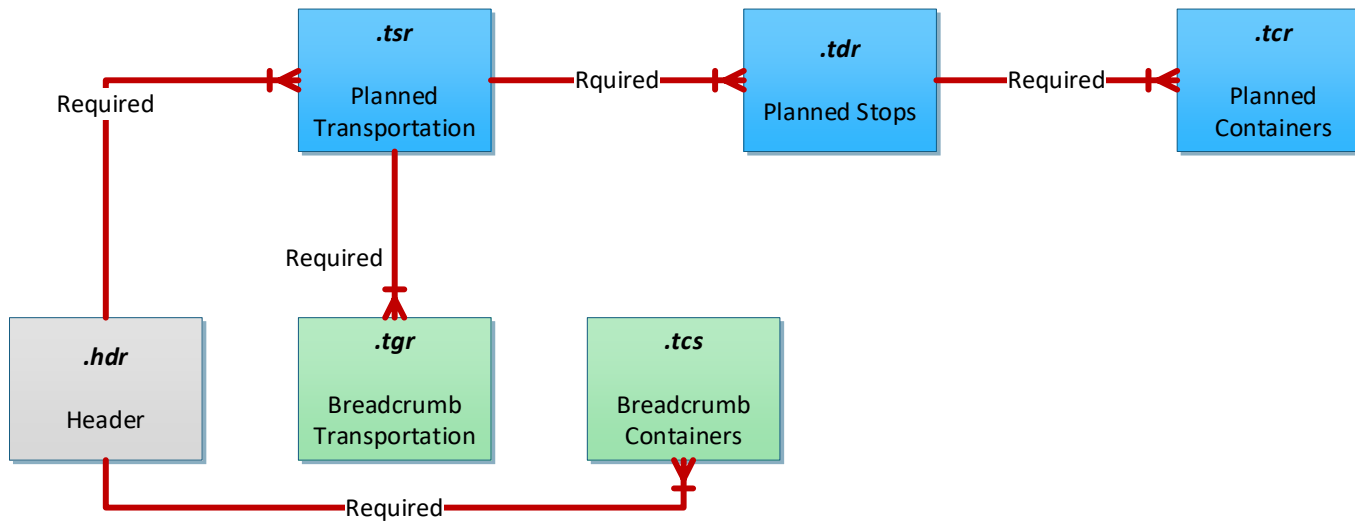 .tsr
Planned
Transportation
Rquired
.tdr
Planned Stops
Required
.tcr
Planned
Containers
Required
Required
.hdr
Header
.tgr
Breadcrumb
Transportation
.tcs
Breadcrumb
Containers
Required